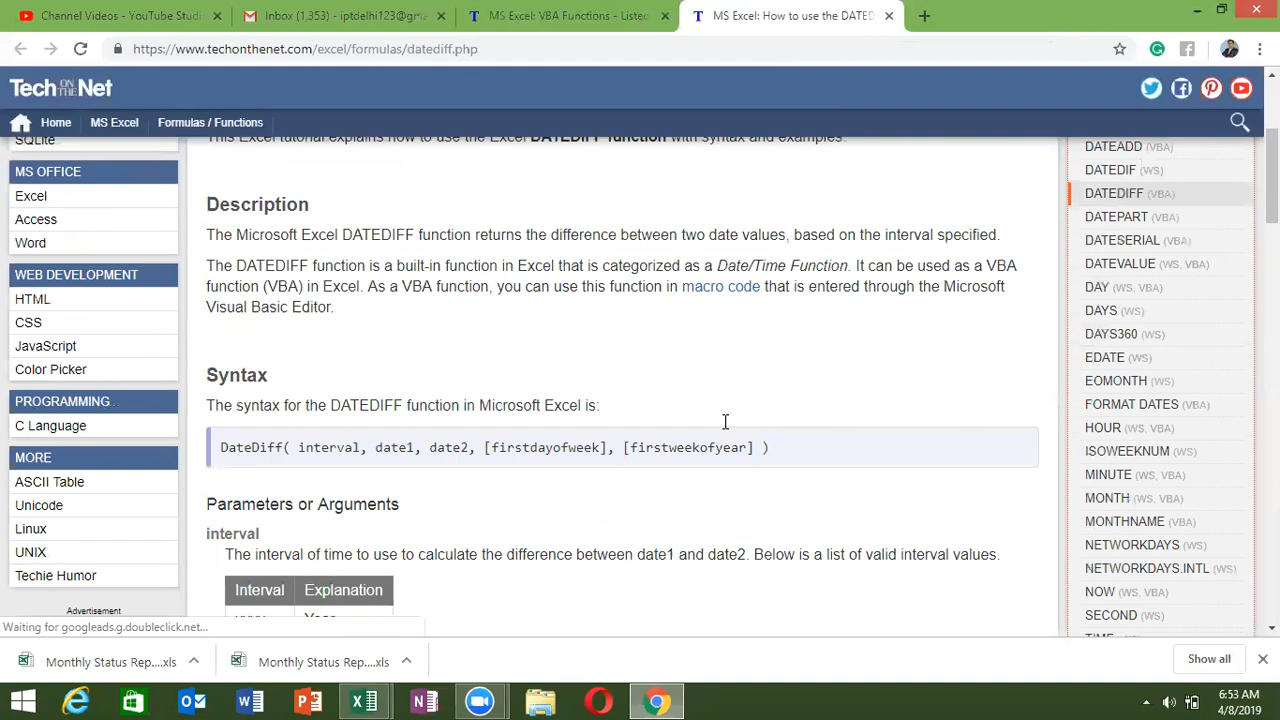 Channel Videos - YouTube Studi
Inbox (1,353) - iptdelhi123@gm
MS Excel: VBA Functions - Listed
MS Excel: How to use the DATED
https://www.techonthenet.com/excel/formulas/datediff.php
Tech ON THE Net
Home
MS Excel
Formulas / Functions
SQLite
MS OFFICE
Excel
Access
Word
WEB DEVELOPMENT
HTML
CSS
JavaScript
Color Picker
PROGRAMMING
C Language
MORE
ASCII Table
Unicode
Linux
UNIX
Techie Humor
Advertisement
This Excel tutorial explains how to use the Excel DATEDIFF function with syntax and examples.
Description
The Microsoft Excel DATEDIFF function returns the difference between two date values, based on the interval specified.
The DATEDIFF function is a built-in function in Excel that is categorized as a Date/Time Function. It can be used as a VBA
function (VBA) in Excel. As a VBA function, you can use this function in macro code that is entered through the Microsoft
Visual Basic Editor.
Syntax
The syntax for the DATEDIFF function in Microsoft Excel is:
DateDiff( interval, date1, date2, [firstdayofweek], [firstweekofyear] )
Parameters or Arguments
interval
The interval of time to use to calculate the difference between date1 and date2. Below is a list of valid interval values.
Interval Explanation
yyyy Year
DATEADD (VBA)
DATEDIF (WS)
DATEDIFF (VBA)
DATEPART (VBA)
DATESERIAL (VBA)
DATEVALUE (WS, VBA)
DAY (WS, VBA)
DAYS (WS)
DAYS360 (WS)
EDATE (WS)
EOMONTH (WS)
FORMAT DATES (VBA)
HOUR (WS, VBA)
ISOWEEKNUM (WS)
MINUTE (WS, VBA)
MONTH (WS, VBA)
MONTHNAME (VBA)
NETWORKDAYS (WS)
NETWORKDAYS.INTL (WS)
NOW (WS, VBA)
SECOND (WS)
TIME
Waiting for googleads.g.doubleclick.net...
Monthly Status Rep....xls
Monthly Status Rep....xls
Show all
6:53 AM
4/8/2019